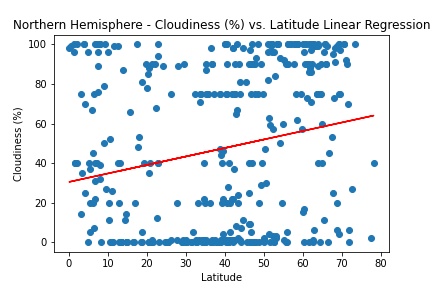 Northern Hemisphere - Cloudiness (%) vs. Latitude Linear Regression
Cloudiness (%)
100
80
60
40
20
0
0 10 20 30 40 50 60 70 80
Latitude